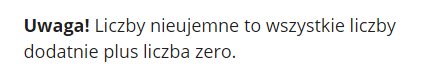 Uwaga! Liczby nieujemne to wszystkie liczby
dodatnie plus liczba zero.